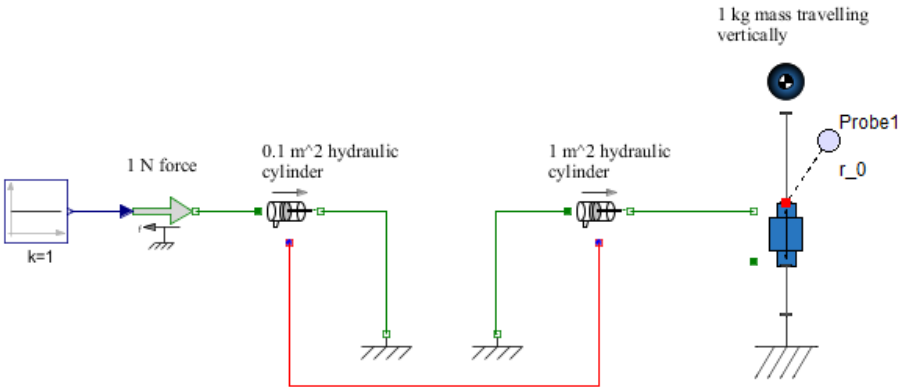 1 kg mass travelling
vertically
Probe1
r_0
1 N force
0.1 m^2 hydraulic
cylinder
1 m^2 hydraulic
cylinder
k=1
f